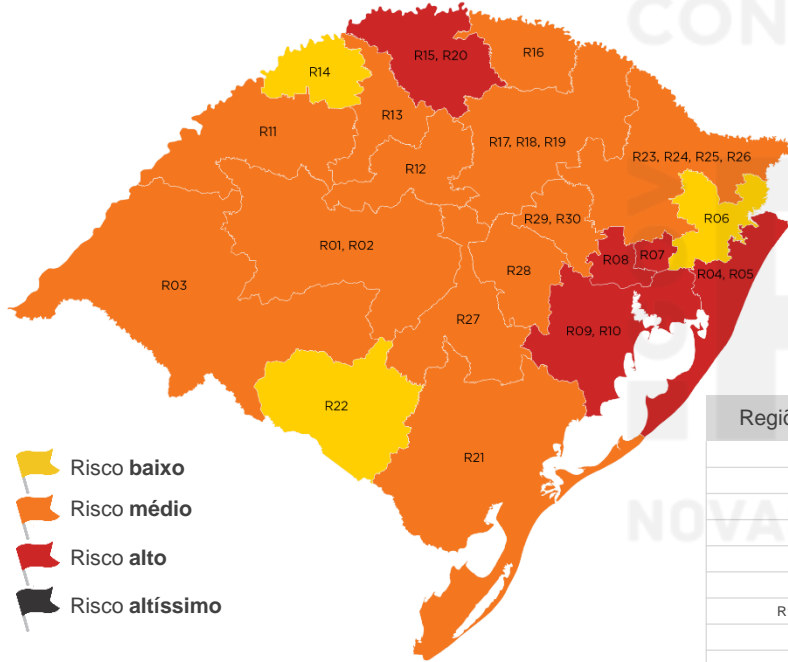 CON
R16
R15, R20
R14
R13
R11
R17, R18, R19
R23, R24, R25, R26
R12
R06
R29, R30
R01, R02
R08
R07
R28
R04, R05
R03
R27
R09, R10
R22
R21
Regiõ
Risco baixo
Risco médio
NOVA
Risco alto
Risco altíssimo
R